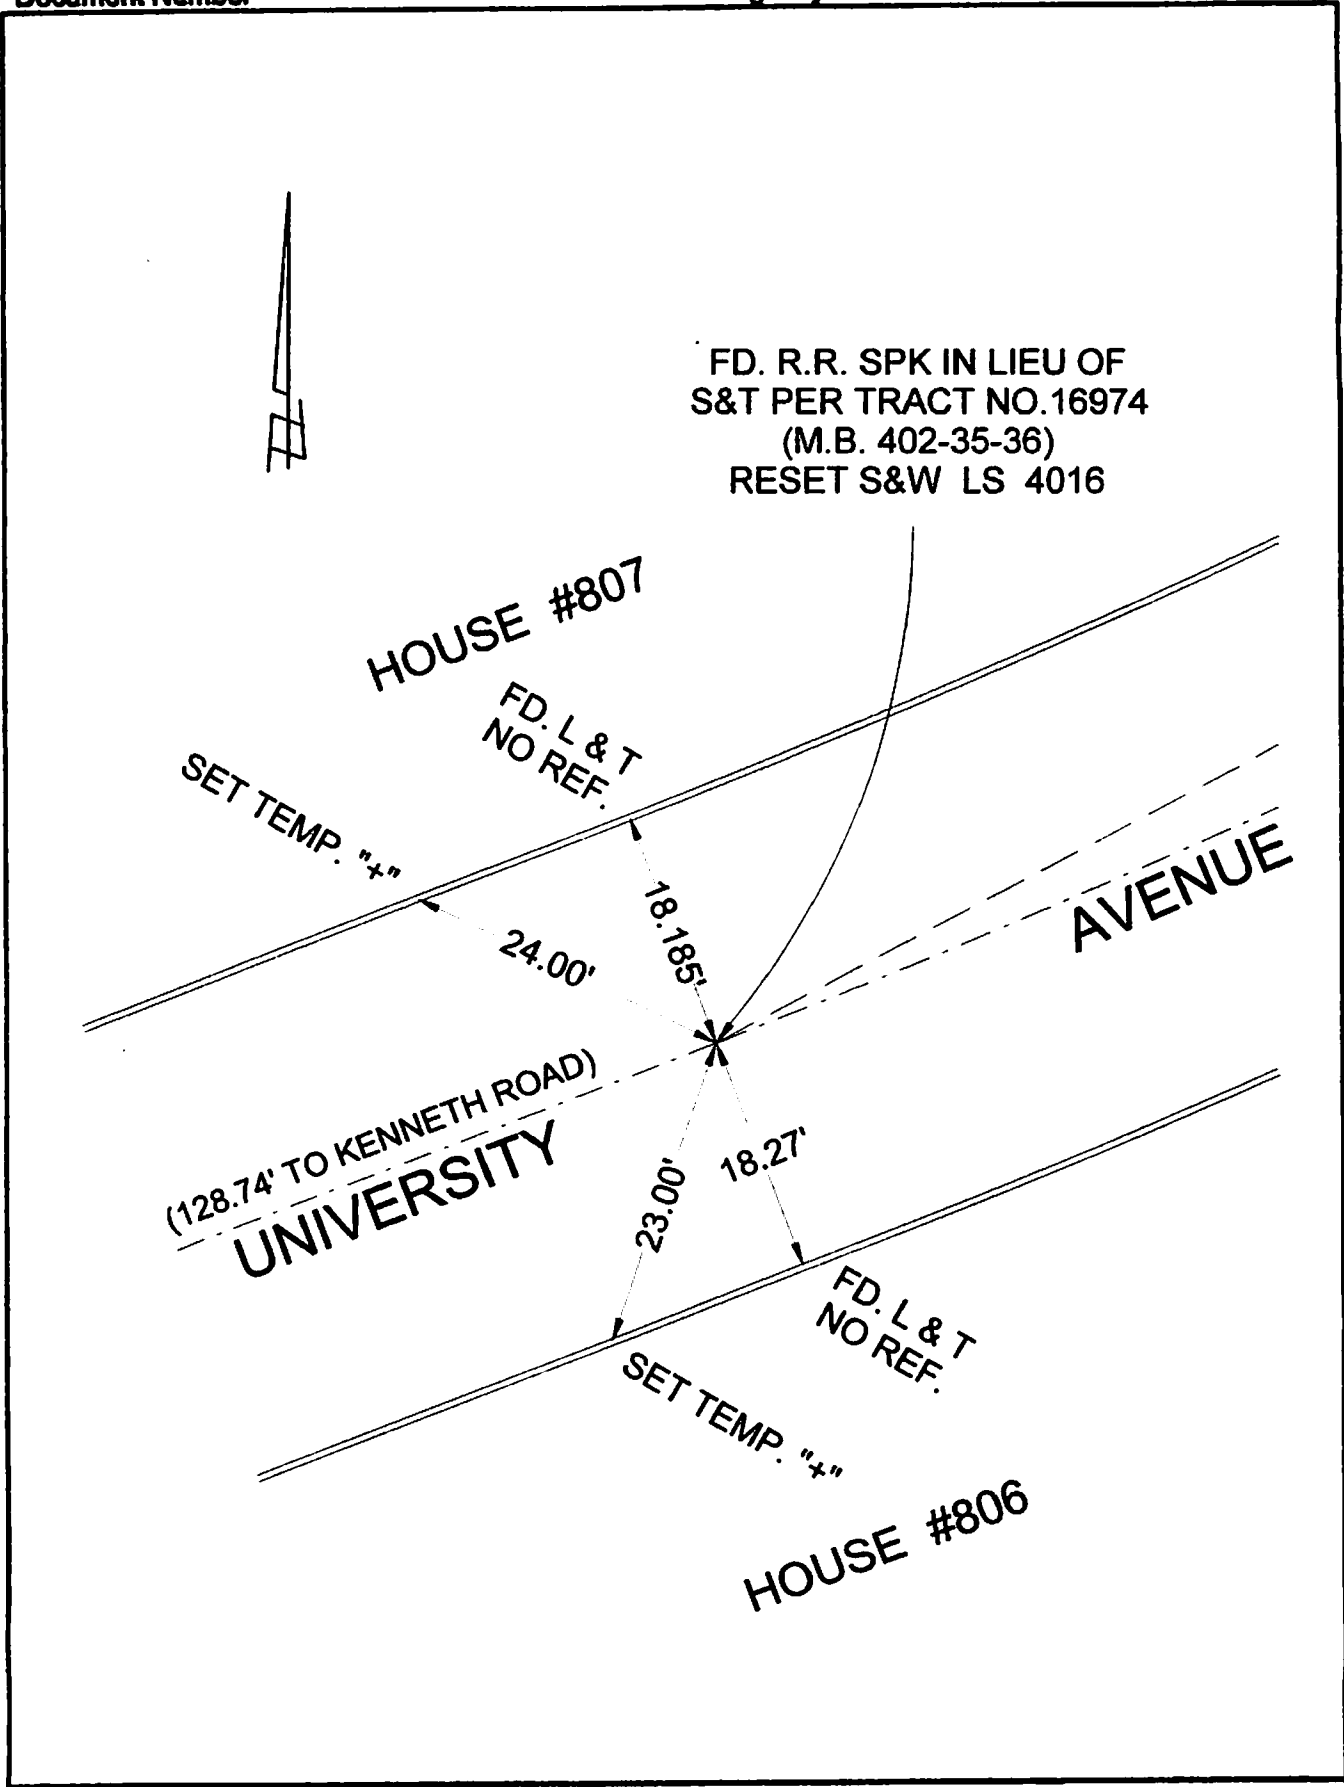 Document Number
N
FD. R.R. SPK IN LIEU OF
S&T PER TRACT NO.16974
(M.B. 402-35-36)
RESET S&W LS 4016
HOUSE #807
FD. L & T
NO REF.
SET TEMP. "+"
18.185'
24.00'
AVENUE
(128.74' TO KENNETH ROAD)
UNIVERSITY
23.00'
18.27'
FD. L & T
NO REF.
SET TEMP. "+"
HOUSE #806